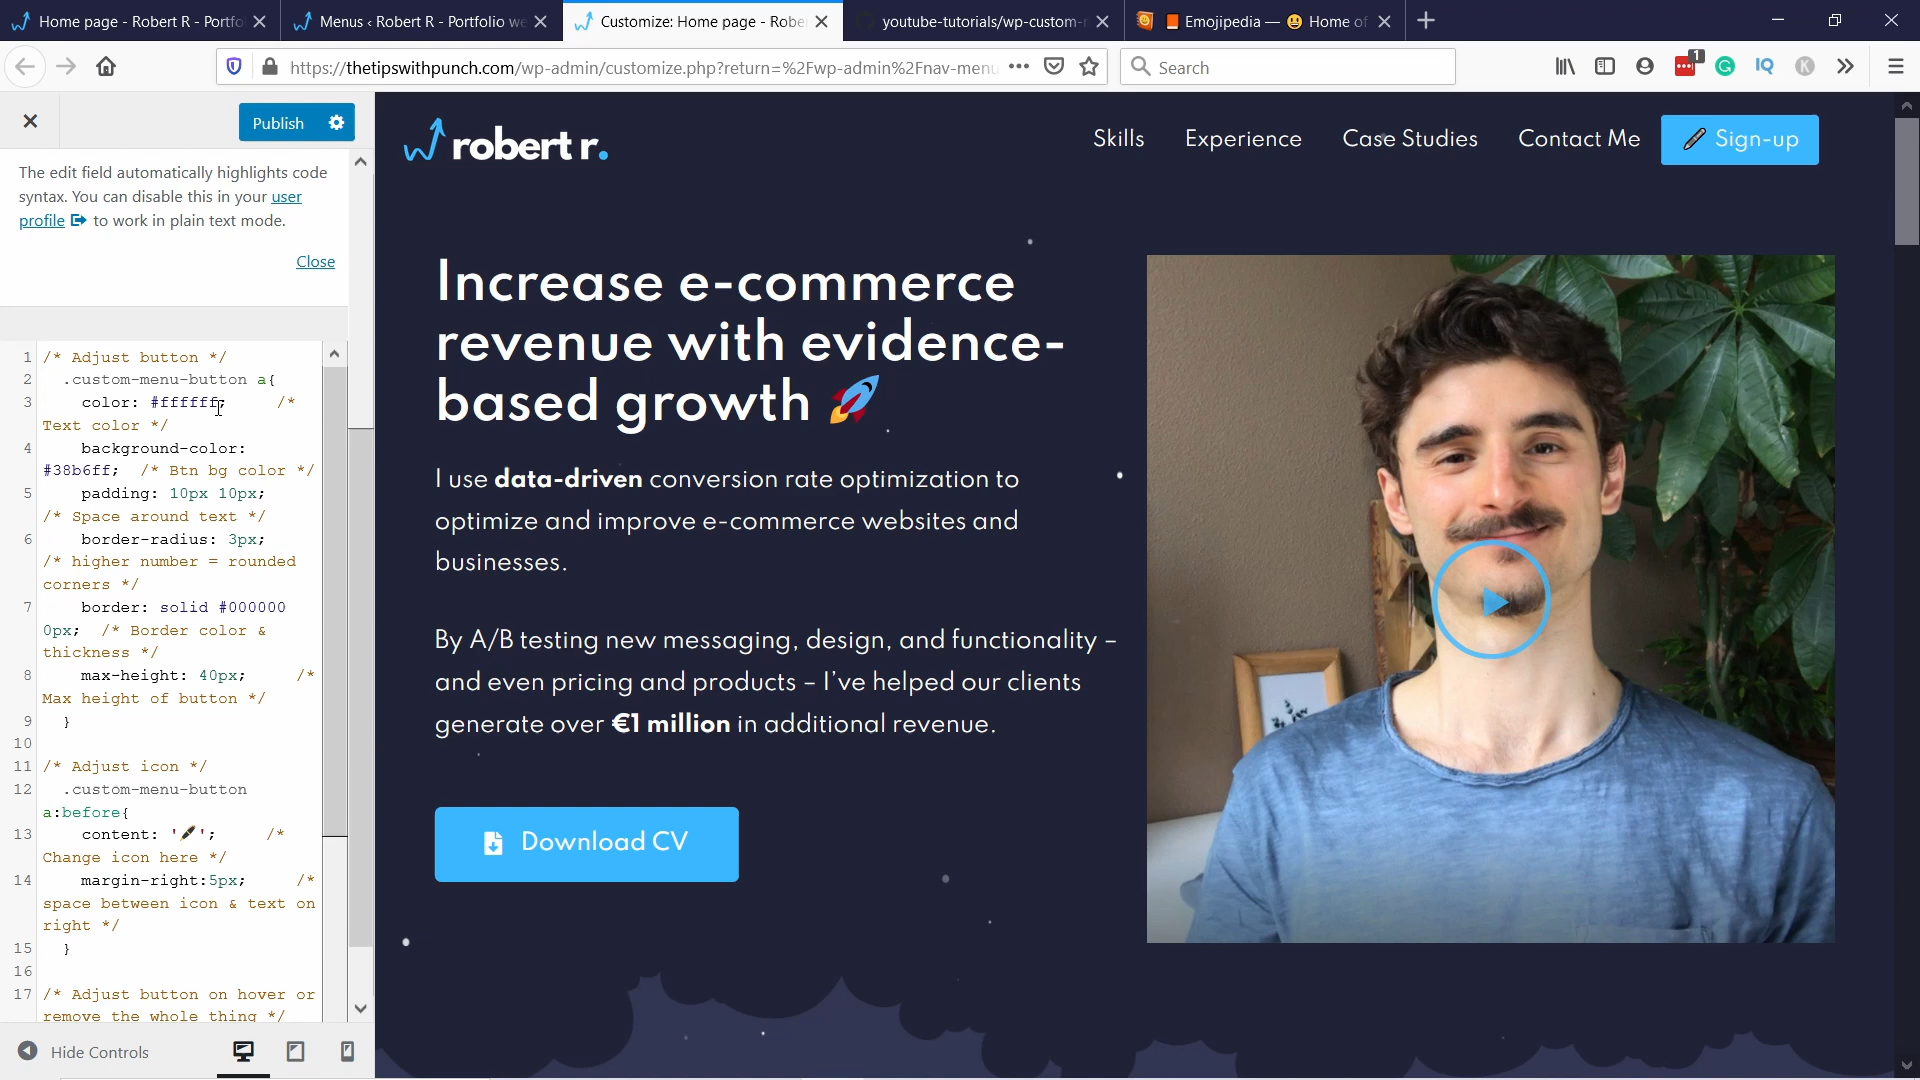 Home page - Robert R - Portfo
Menus ‹ Robert R - Portfolio we
Customize: Home page - Rober
youtube-tutorials/wp-custom-
Emojipedia — 😃 Home of
https://thetipswithpunch.com/wp-admin/customize.php?return=%2Fwp-admin%2Fnav-menu
Search
1
IQ
K
Publish
The edit field automatically highlights code
syntax. You can disable this in your user
profile to work in plain text mode.
Close
1 /* Adjust button */
2 .custom-menu-button a{
3 color: #ffffff; /*
Text color */
4 background-color:
#38b6ff; /* Btn bg color */
5 padding: 10px 10px;
/* Space around text */
6 border-radius: 3px;
/* higher number = rounded
corners */
7 border: solid #000000
0px; /* Border color &
thickness */
8 max-height: 40px; /*
Max height of button */
9 }
10
11 /* Adjust icon */
12 .custom-menu-button
a:before{
13 content: '🖋'; /*
Change icon here */
14 margin-right:5px; /*
space between icon & text on
right */
15 }
16
17 /* Adjust button on hover or
remove the whole thing */
Hide Controls
robert r.
Skills Experience Case Studies Contact Me 🖋 Sign-up
Increase e-commerce
revenue with evidence-
based growth 🚀
I use data-driven conversion rate optimization to
optimize and improve e-commerce websites and
businesses.
By A/B testing new messaging, design, and functionality –
and even pricing and products – I've helped our clients
generate over €1 million in additional revenue.
Download CV